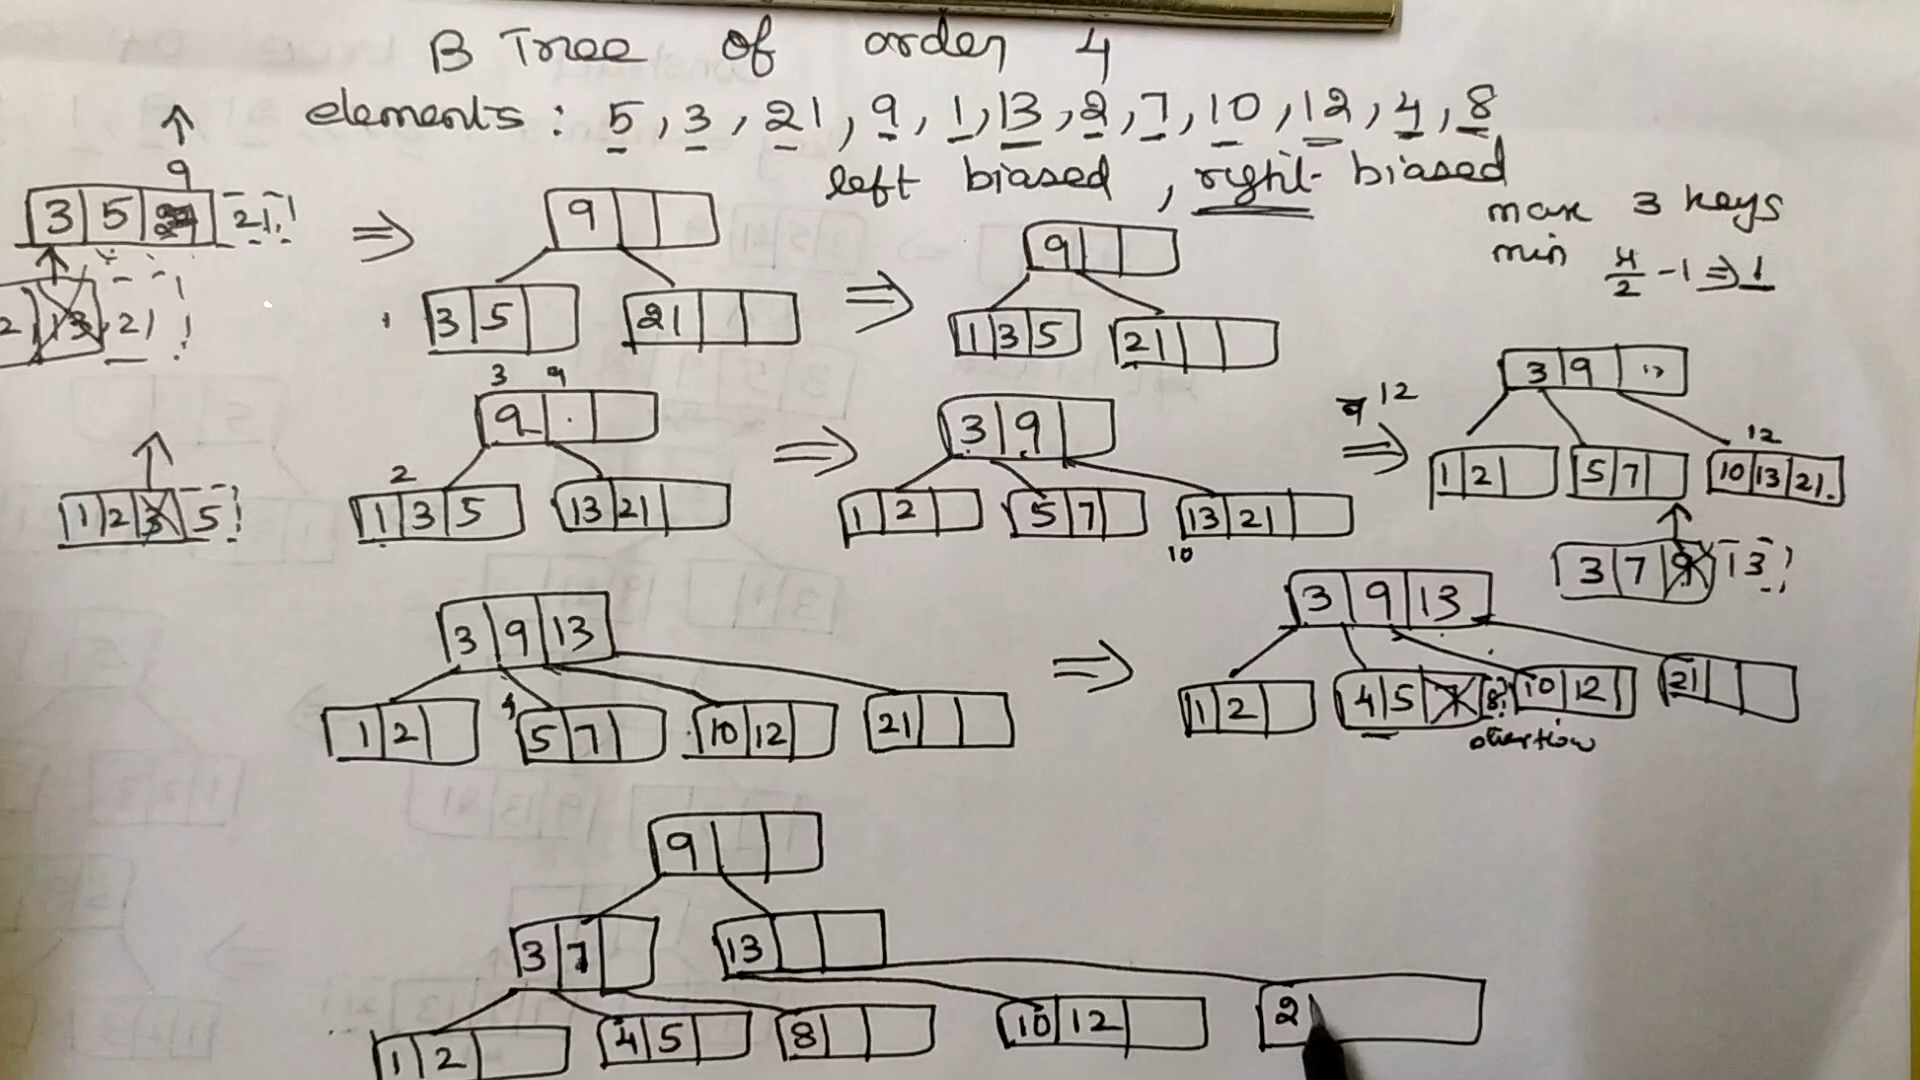 B Tree of order 4
elements : 5 , 3 , 21 , 9 , 1 , 13 , 2 , 7 , 10 , 12 , 4 , 8
left biased , right biased
max 3 keys
min 4/2 - 1 ⇒ 1
9
3 5 21
⇒
9
3 5 21
⇒
9
1 3 5 21
2 13 21
3 9
9
2
1 3 5 13 21
1 2 3 5
⇒
3 9
1 2 5 7 13 21
10
12
⇒
3 9
12
1 2 5 7 10 13 21
3 7 9 13
3 9 13
4
1 2 5 7 10 12 21
⇒
3 9 13
1 2 4 5 7 8 10 12 21
overflow
9
3 7 13
1 2 4 5 8 10 12 2